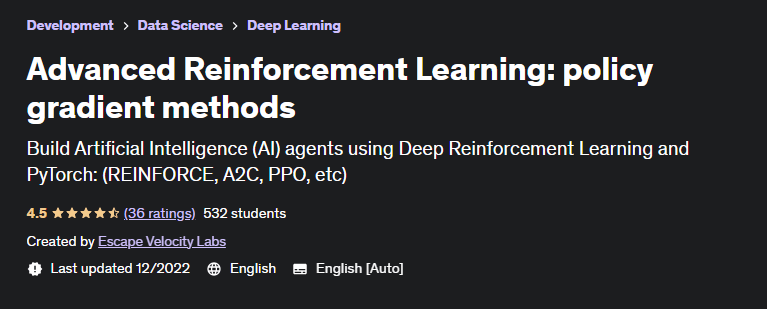 Development > Data Science > Deep Learning
Advanced Reinforcement Learning: policy
gradient methods
Build Artificial Intelligence (AI) agents using Deep Reinforcement Learning and
PyTorch: (REINFORCE, A2C, PPO, etc)
4.5 (36 ratings) 532 students
Created by Escape Velocity Labs
Last updated 12/2022 English English [Auto]